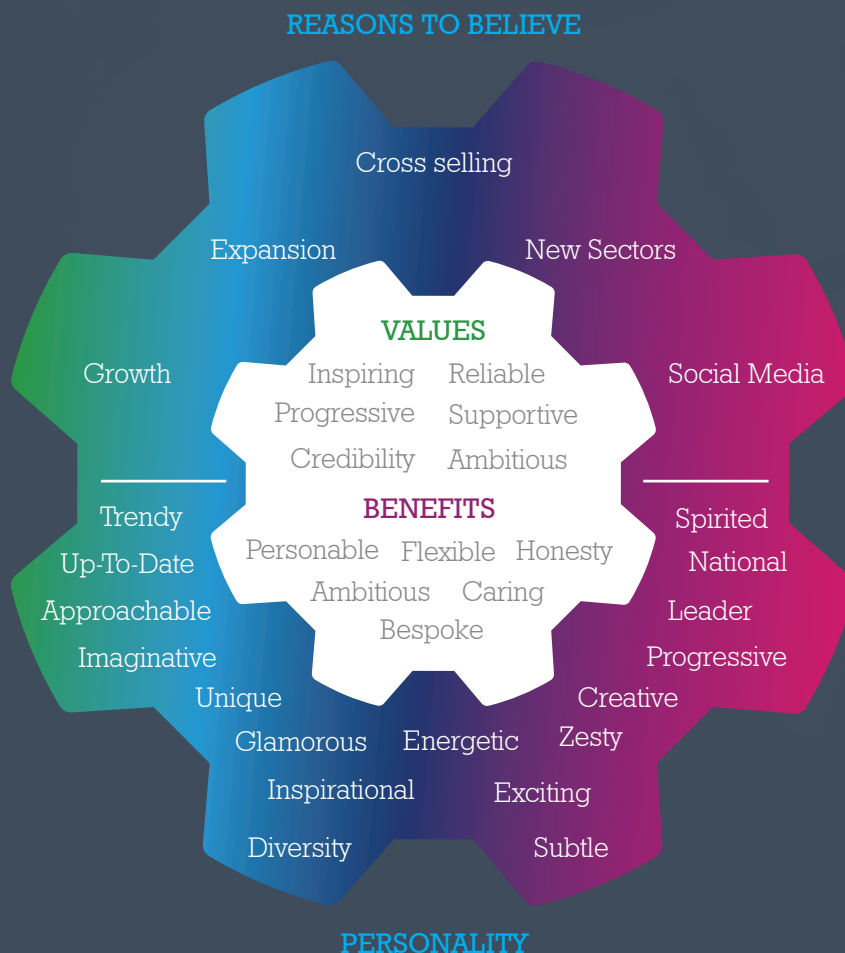 REASONS TO BELIEVE
Cross selling
Expansion
New Sectors
Growth
Social Media
VALUES
Inspiring Reliable
Progressive Supportive
Credibility Ambitious
BENEFITS
Personable Flexible Honesty
Ambitious Caring
Bespoke
Trendy
Up-To-Date
Approachable
Imaginative
Unique
Glamorous
Inspirational
Diversity
Energetic
Spirited
National
Leader
Progressive
Creative
Zesty
Exciting
Subtle
PERSONALITY